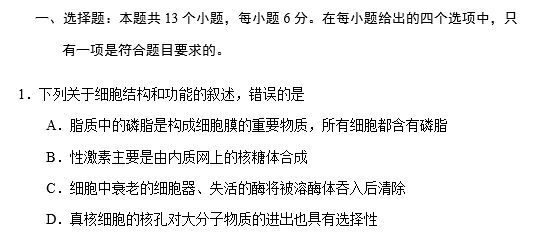 一、选择题：本题共 13 个小题，每小题 6 分。在每小题给出的四个选项中，只
有一项是符合题目要求的。
1．下列关于细胞结构和功能的叙述，错误的是
A．脂质中的磷脂是构成细胞膜的重要物质，所有细胞都含有磷脂
B．性激素主要是由内质网上的核糖体合成
C．细胞中衰老的细胞器、失活的酶将被溶酶体吞入后清除
D．真核细胞的核孔对大分子物质的进出也具有选择性